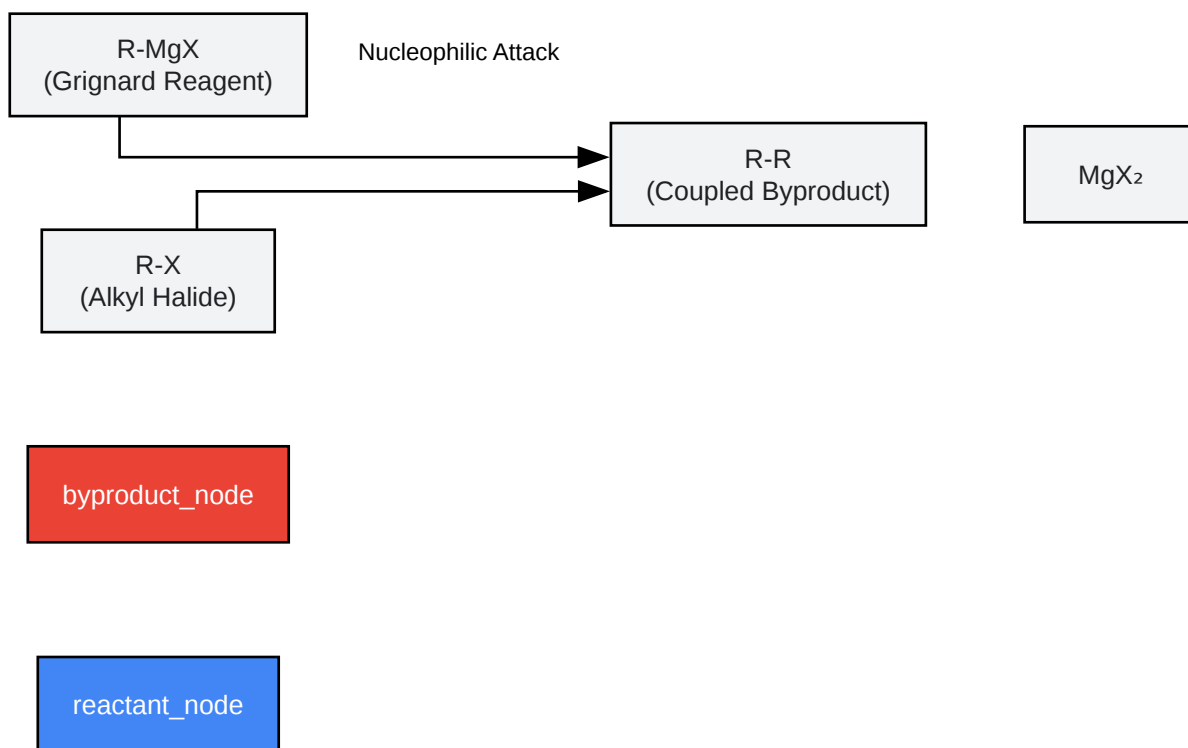 R-MgX
(Grignard Reagent)
Nucleophilic Attack
R-R
(Coupled Byproduct)
MgX₂
R-X
(Alkyl Halide)
byproduct_node
reactant_node